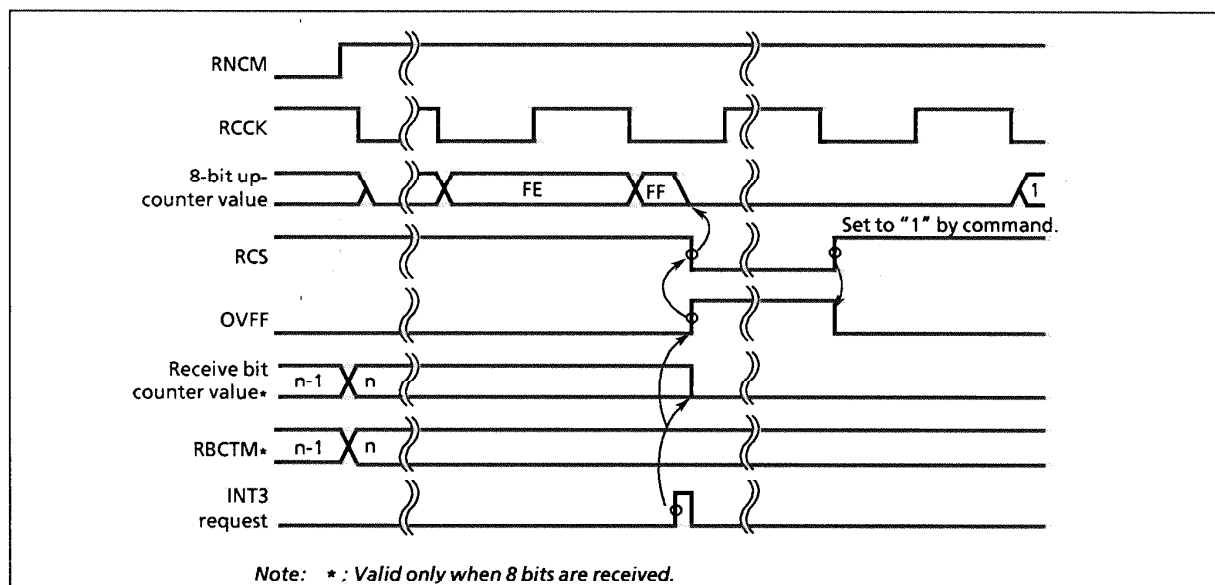 RNCM
RCCK
8-bit up-
counter value
FE
FF
1
Set to "1" by command.
RCS
OVFF
Receive bit
counter value*
n-1
n
RBCTM*
n-1
n
INT3
request
Note: * ; Valid only when 8 bits are received.